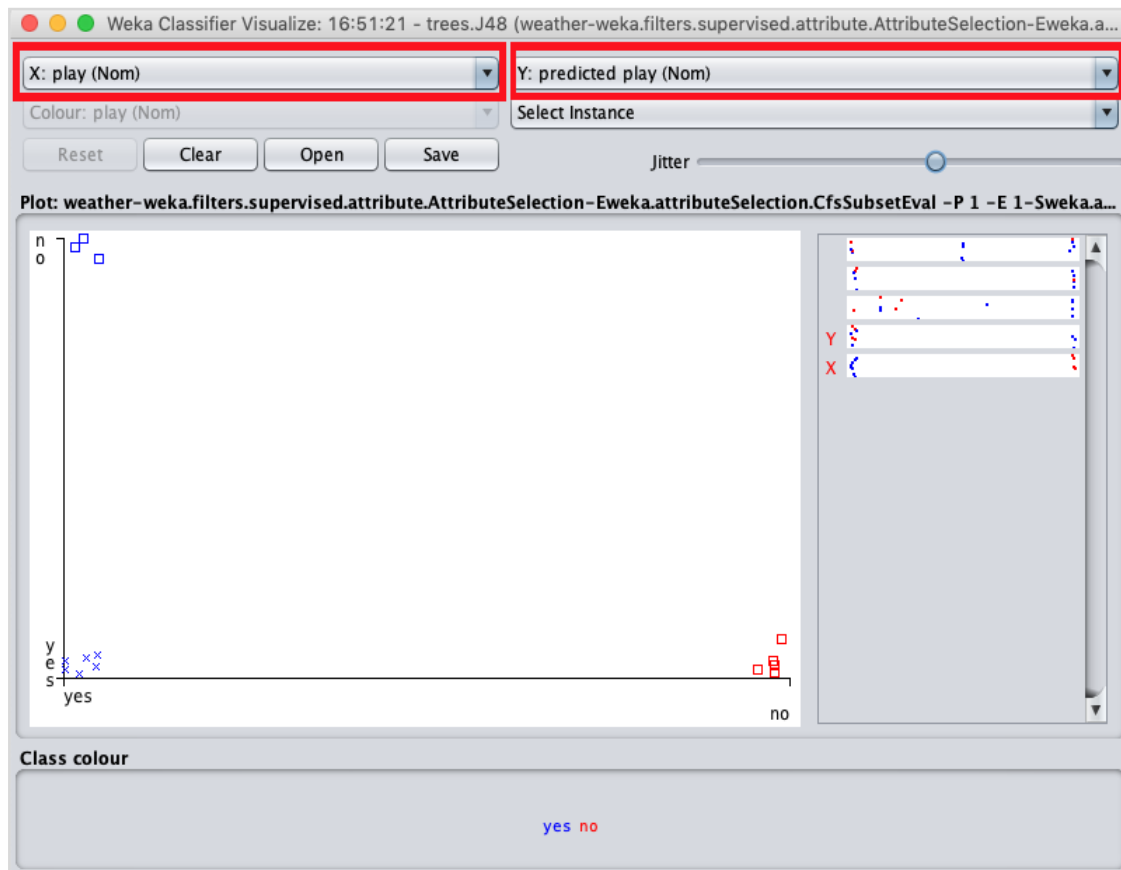 Weka Classifier Visualize: 16:51:21 - trees.J48 (weather-weka.filters.supervised.attribute.AttributeSelection-Eweka.a...
X: play (Nom)
Y: predicted play (Nom)
Colour: play (Nom)
Select Instance
Reset
Clear
Open
Save
Jitter
Plot: weather-weka.filters.supervised.attribute.AttributeSelection-Eweka.attributeSelection.CfsSubsetEval -P 1 -E 1-Sweka.a...
n
o
y
e
s
yes
no
Y
X
Class colour
yes no